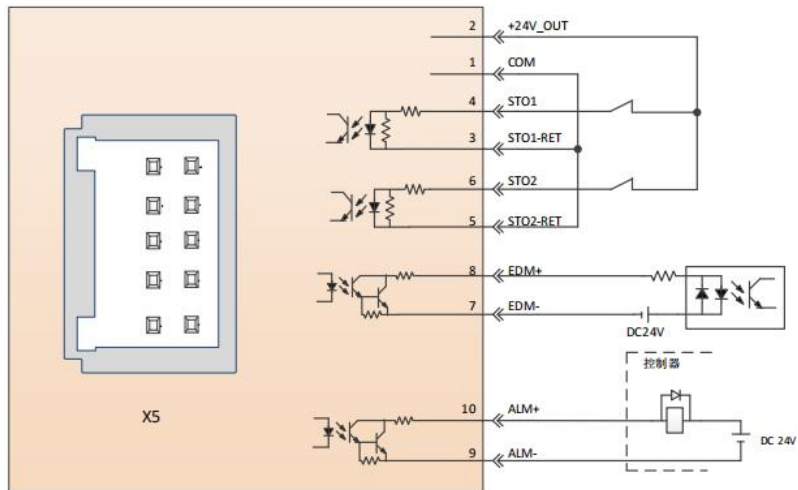 2 +24V_OUT
1 COM
4 STO1
3 STO1-RET
6 STO2
5 STO2-RET
8 EDM+
7 EDM-
DC24V
控制器
X5
10 ALM+
DC 24V
9 ALM-